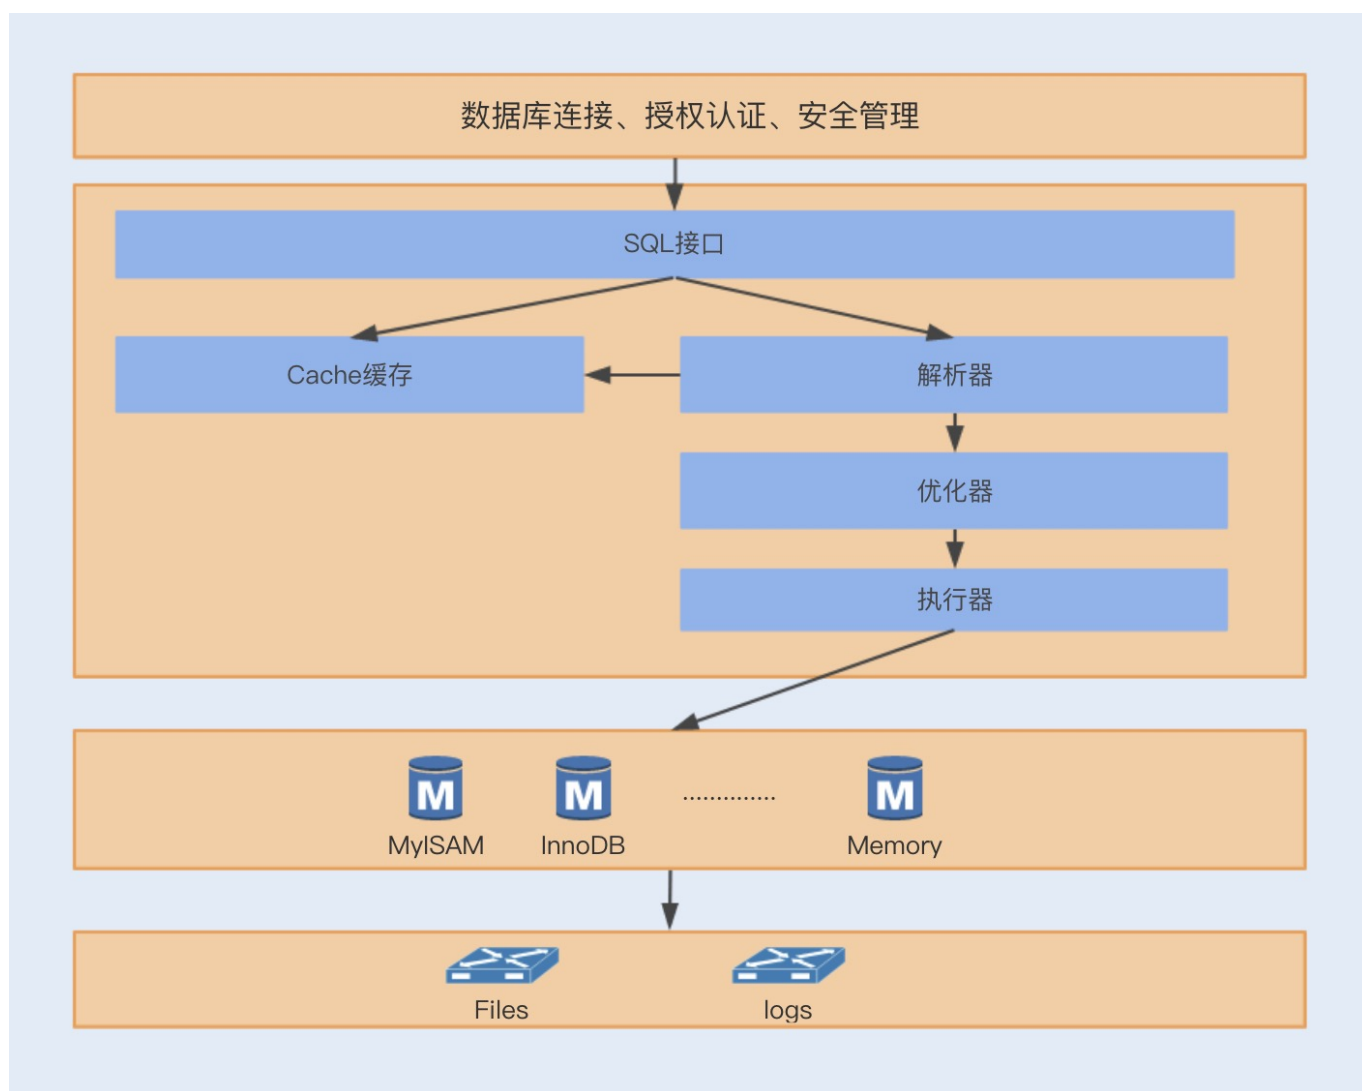 数据库连接、授权认证、安全管理
SQL接口
Cache缓存
解析器
优化器
执行器
M
M
..............
M
MyISAM
InnoDB
Memory
Files
logs